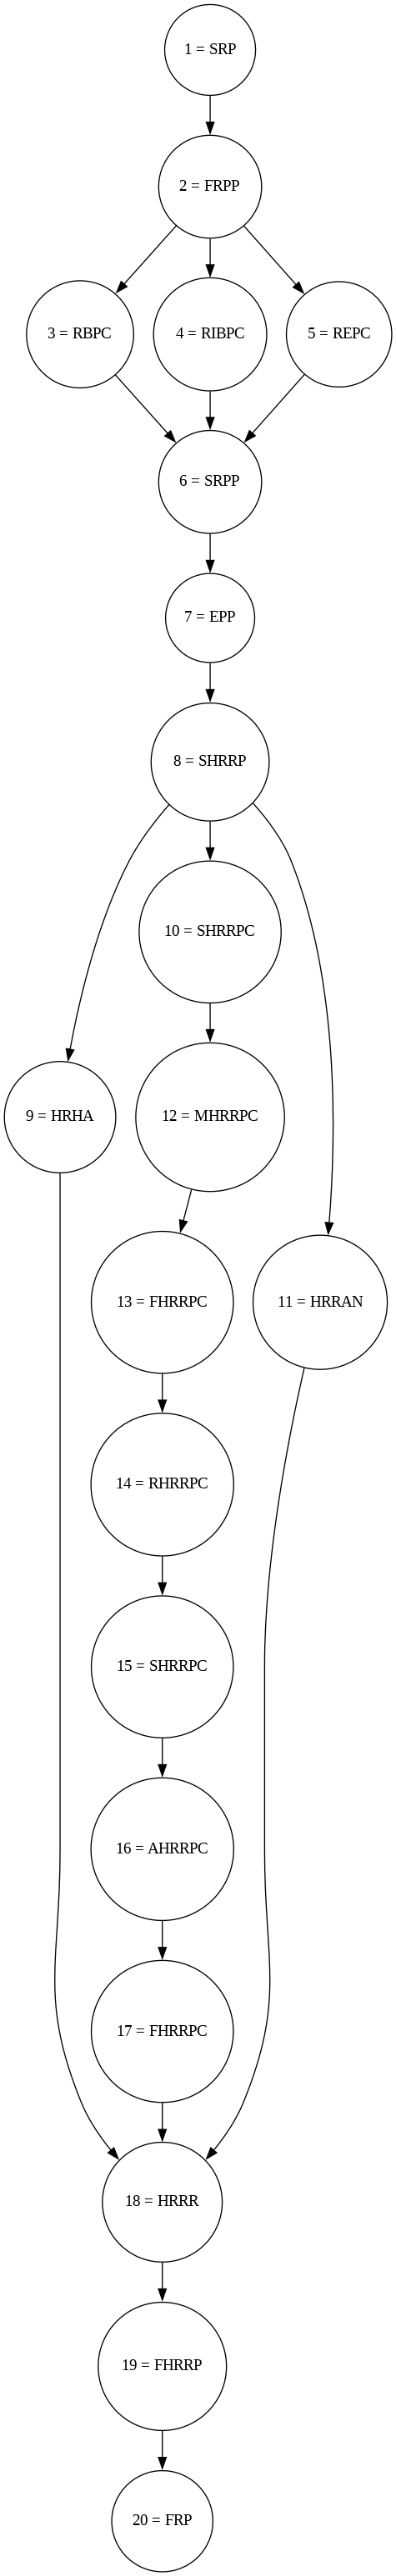 1 = SRP
2 = FRPP
3 = RBPC
4 = RIBPC
5 = REPC
6 = SRPP
7 = EPP
8 = SHRRP
10 = SHRRPC
9 = HRHA
12 = MHRRPC
13 = FHRRPC
11 = HRRAN
14 = RHRRPC
15 = SHRRPC
16 = AHRRPC
17 = FHRRPC
18 = HRRR
19 = FHRRP
20 = FRP